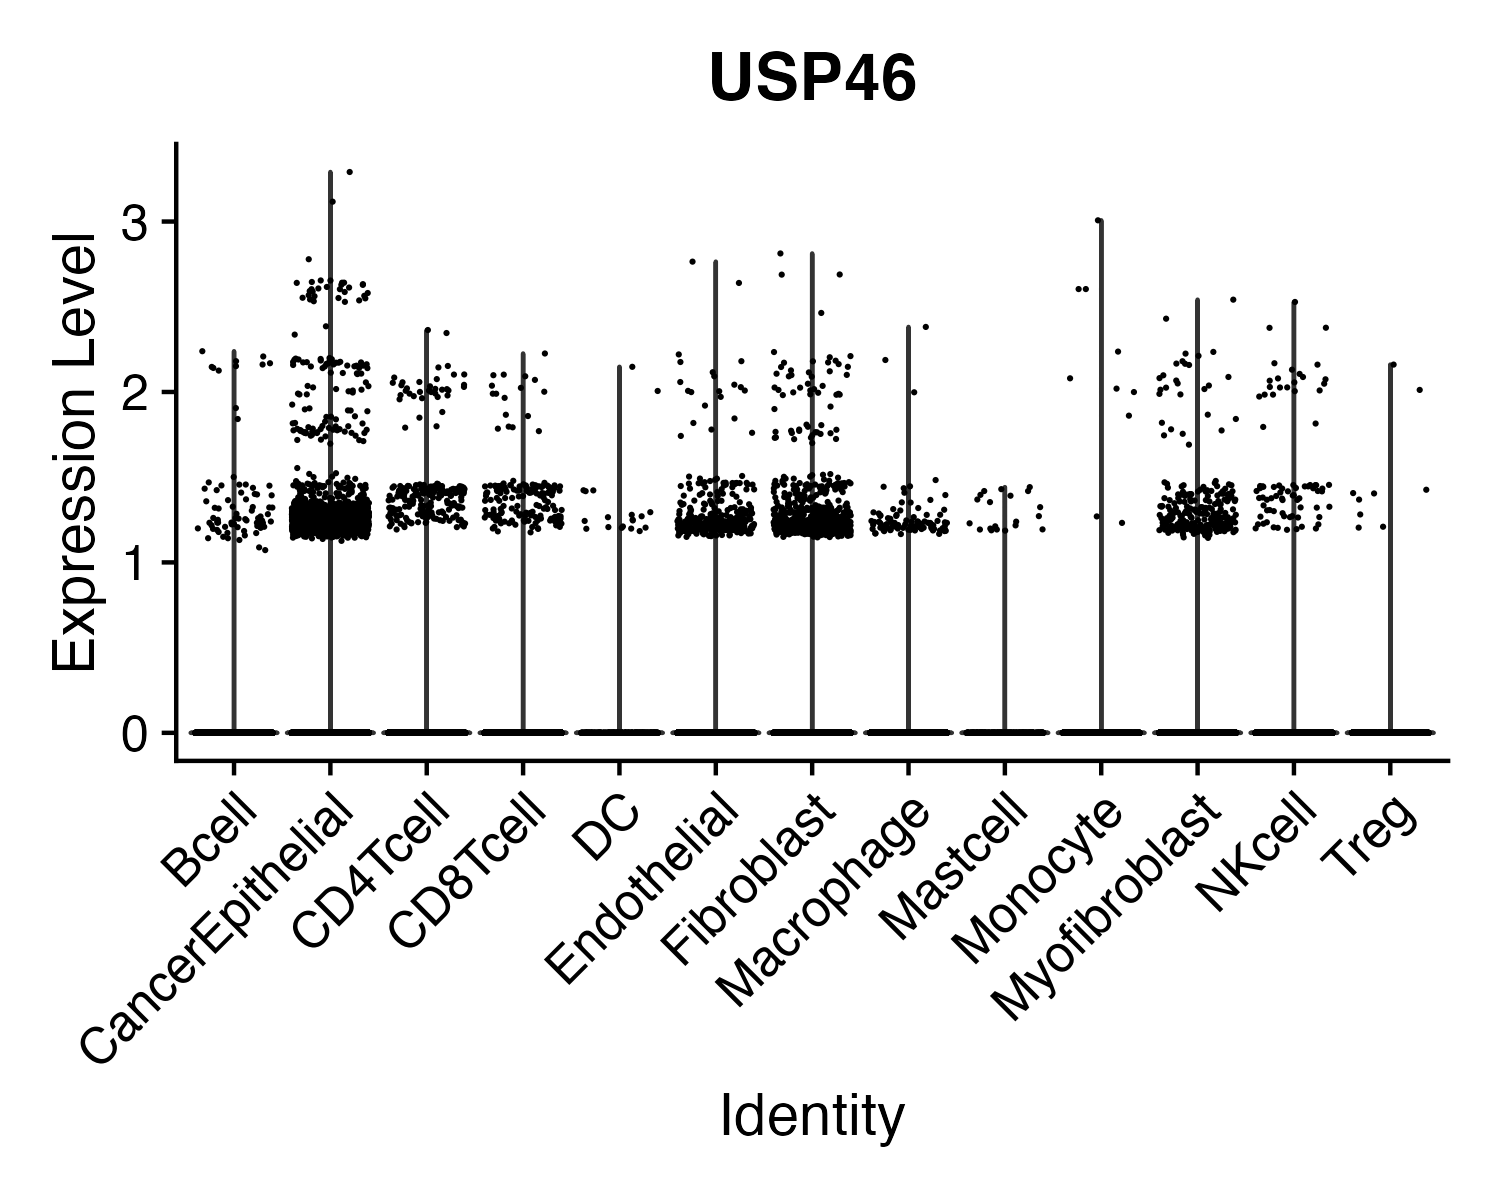 USP46
Expression Level
3
2
1
0
Bcell
CancerEpithelial
CD4Tcell
CD8Tcell
DC
Endothelial
Fibroblast
Macrophage
Mastcell
Monocyte
Myofibroblast
NKcell
Treg
Identity